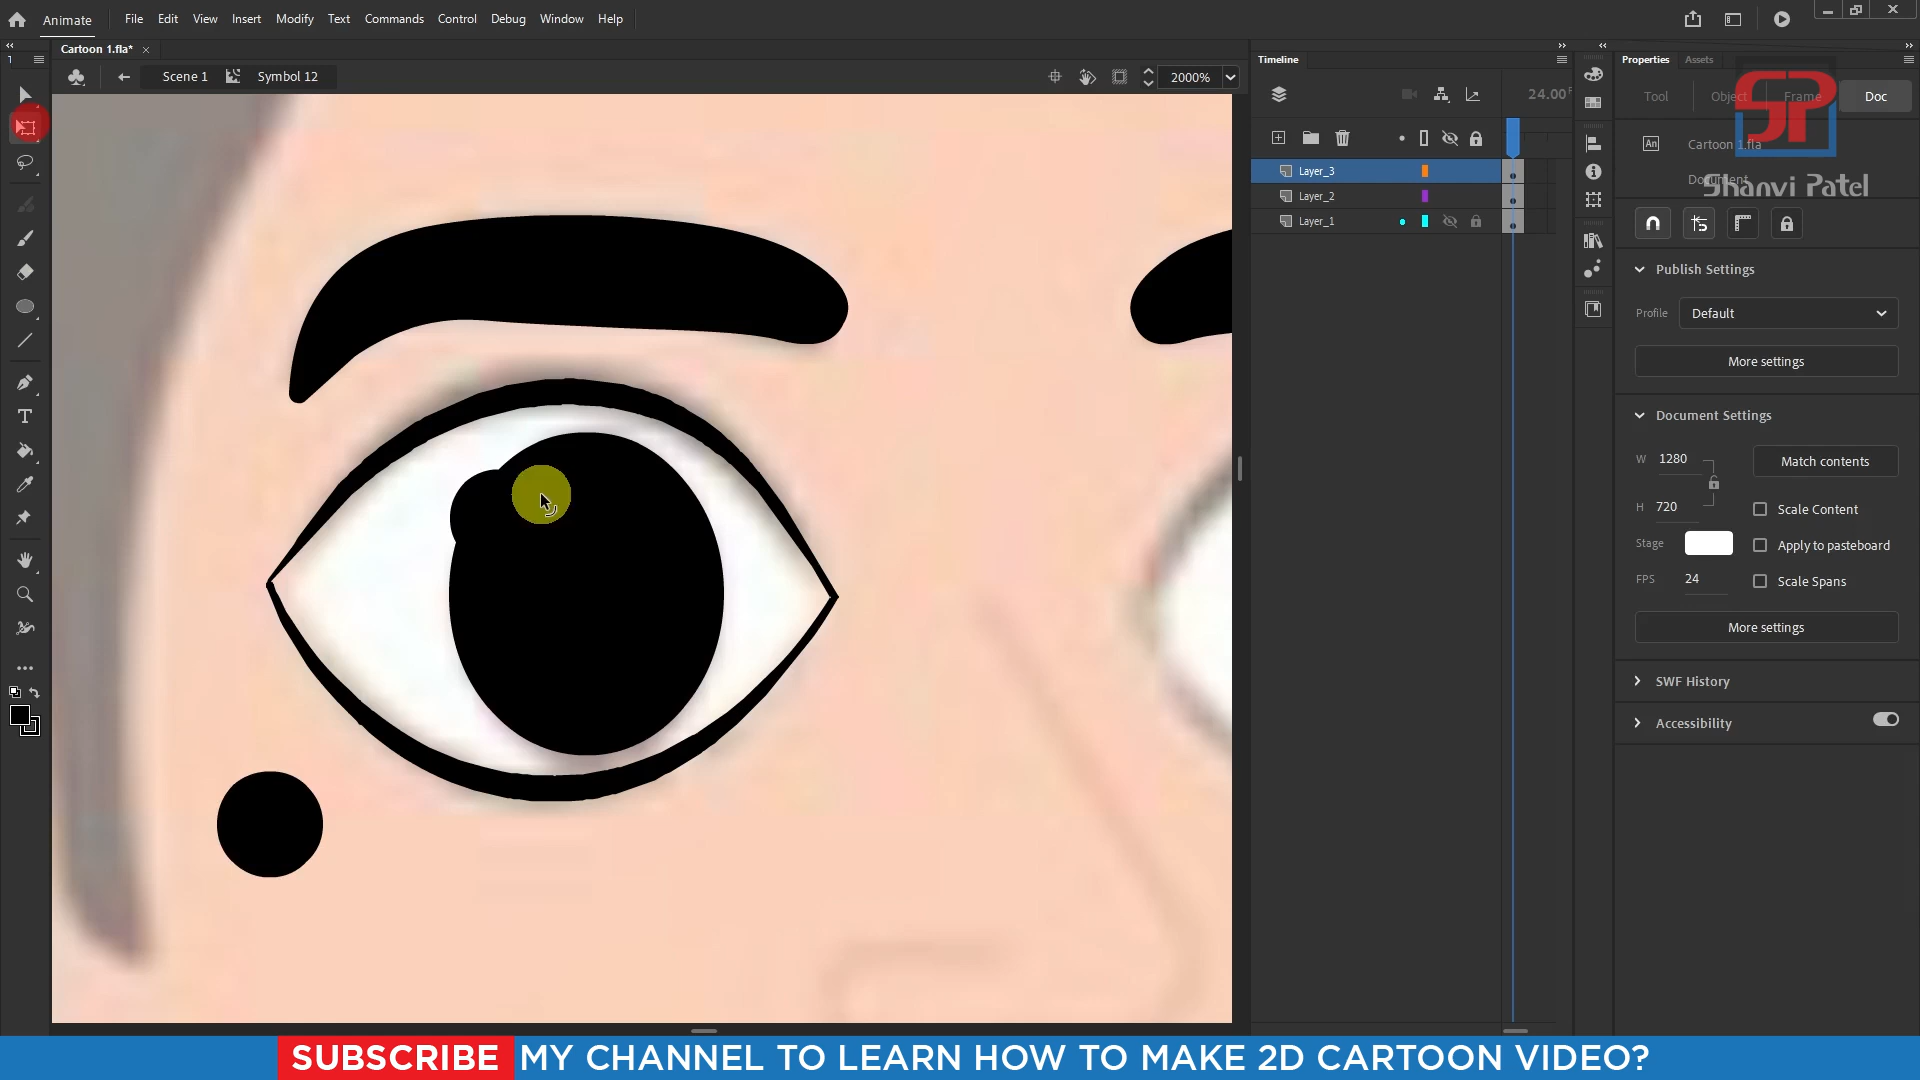 Animate File Edit View Insert Modify Text Commands Control Debug Window Help
Cartoon 1.fla*
Scene 1 Symbol 12 2000%
Timeline
24.00
Layer_3
Layer_2
Layer_1
Properties Assets
Tool Object Frame Doc
SP
An Cartoon 1.fla
Document
Shanvi Patel
Publish Settings
Profile Default
More settings
Document Settings
W 1280 Match contents
H 720 Scale Content
Stage Apply to pasteboard
FPS 24 Scale Spans
More settings
SWF History
Accessibility
T
SUBSCRIBE MY CHANNEL TO LEARN HOW TO MAKE 2D CARTOON VIDEO?